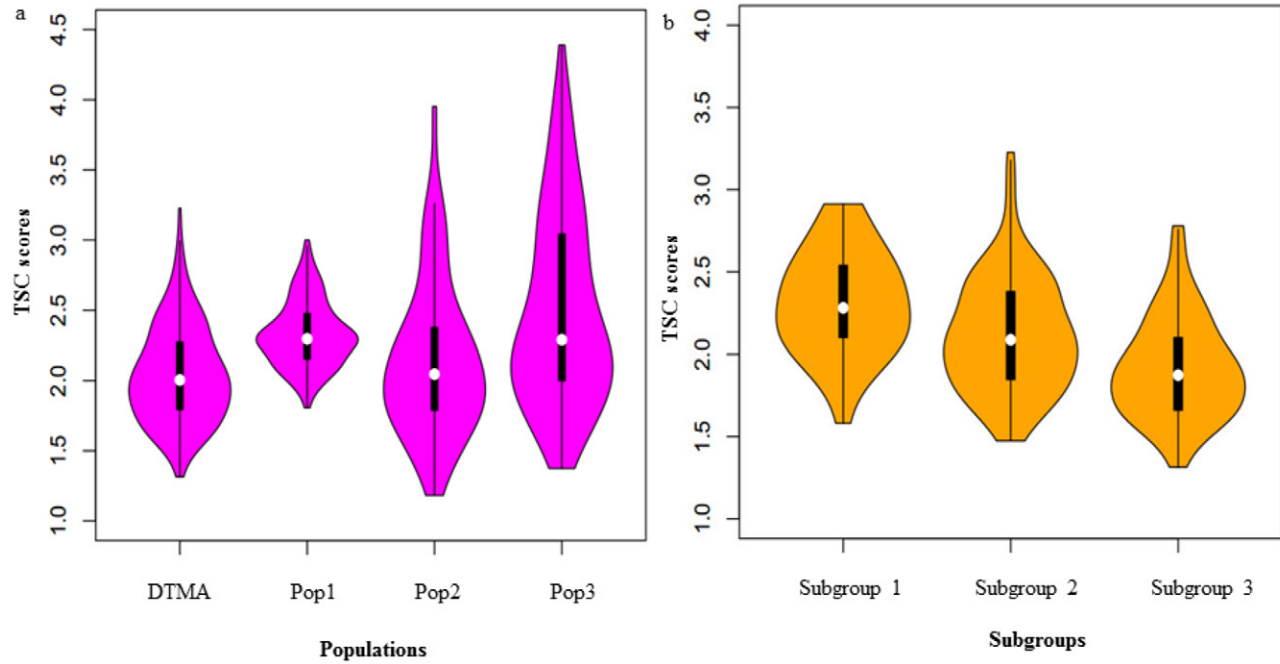 a
4.5
4.0
3.5
3.0
2.5
2.0
1.5
1.0
TSC scores
DTMA Pop1 Pop2 Pop3
Populations
b
4.0
3.5
3.0
2.5
2.0
1.5
1.0
TSC scores
Subgroup 1 Subgroup 2 Subgroup 3
Subgroups